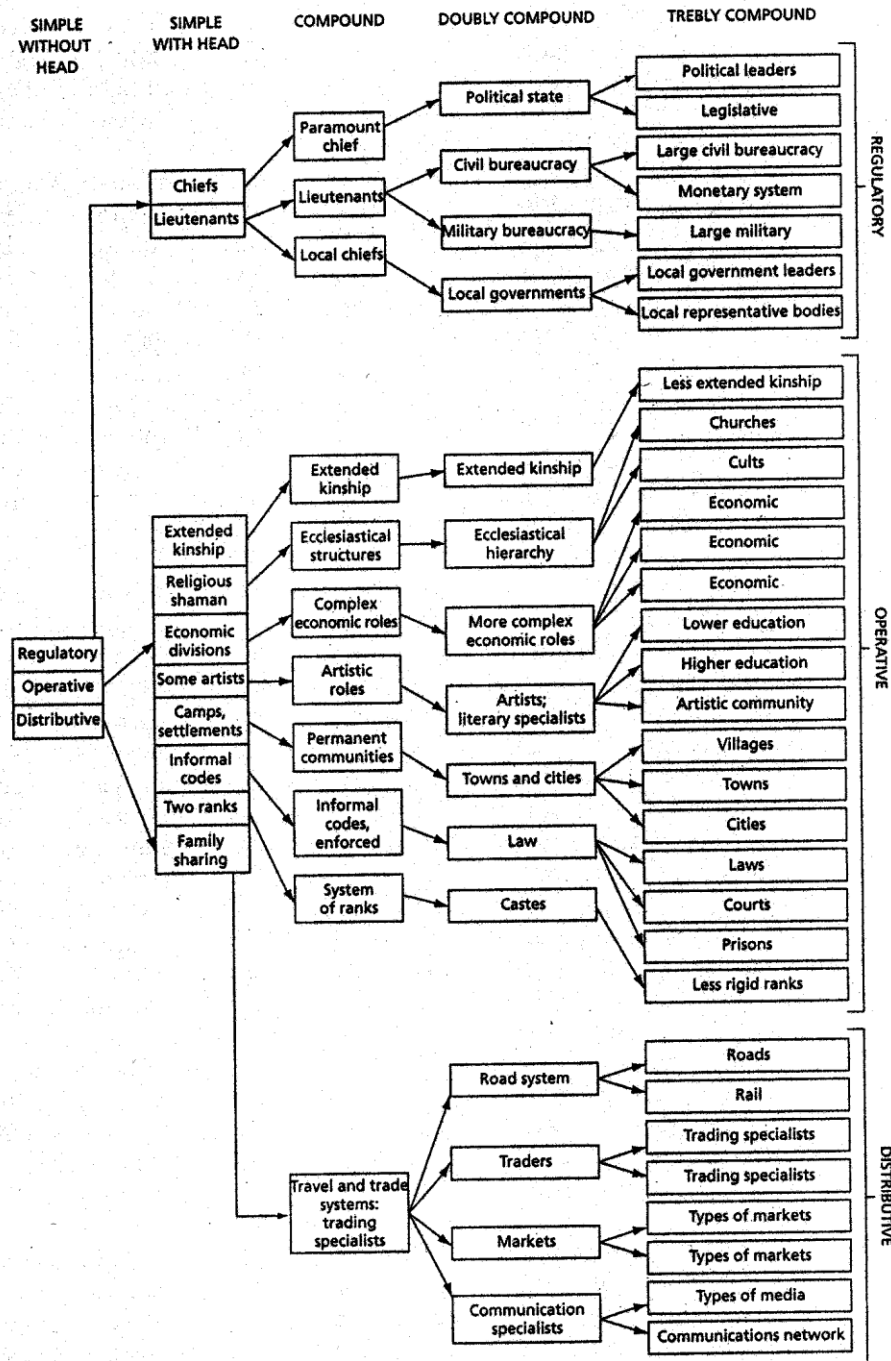 SIMPLE
WITHOUT
HEAD
SIMPLE
WITH HEAD
COMPOUND
DOUBLY COMPOUND
TREBLY COMPOUND
Regulatory
Operative
Distributive
Chiefs
Lieutenants
Extended
kinship
Religious
shaman
Economic
divisions
Some artists
Camps,
settlements
Informal
codes
Two ranks
Family
sharing
Paramount
chief
Lieutenants
Local chiefs
Extended
kinship
Ecclesiastical
structures
Complex
economic roles
Artistic
roles
Permanent
communities
Informal
codes,
enforced
System
of ranks
Travel and trade
systems:
trading
specialists
Political state
Civil bureaucracy
Military bureaucracy
Local governments
Extended kinship
Ecclesiastical
hierarchy
More complex
economic roles
Artists;
literary specialists
Towns and cities
Law
Castes
Road system
Traders
Markets
Communication
specialists
Political leaders
Legislative
Large civil bureaucracy
Monetary system
Large military
Local government leaders
Local representative bodies
Less extended kinship
Churches
Cults
Economic
Economic
Economic
Lower education
Higher education
Artistic community
Villages
Towns
Cities
Laws
Courts
Prisons
Less rigid ranks
Roads
Rail
Trading specialists
Trading specialists
Types of markets
Types of markets
Types of media
Communications network
REGULATORY
OPERATIVE
DISTRIBUTIVE